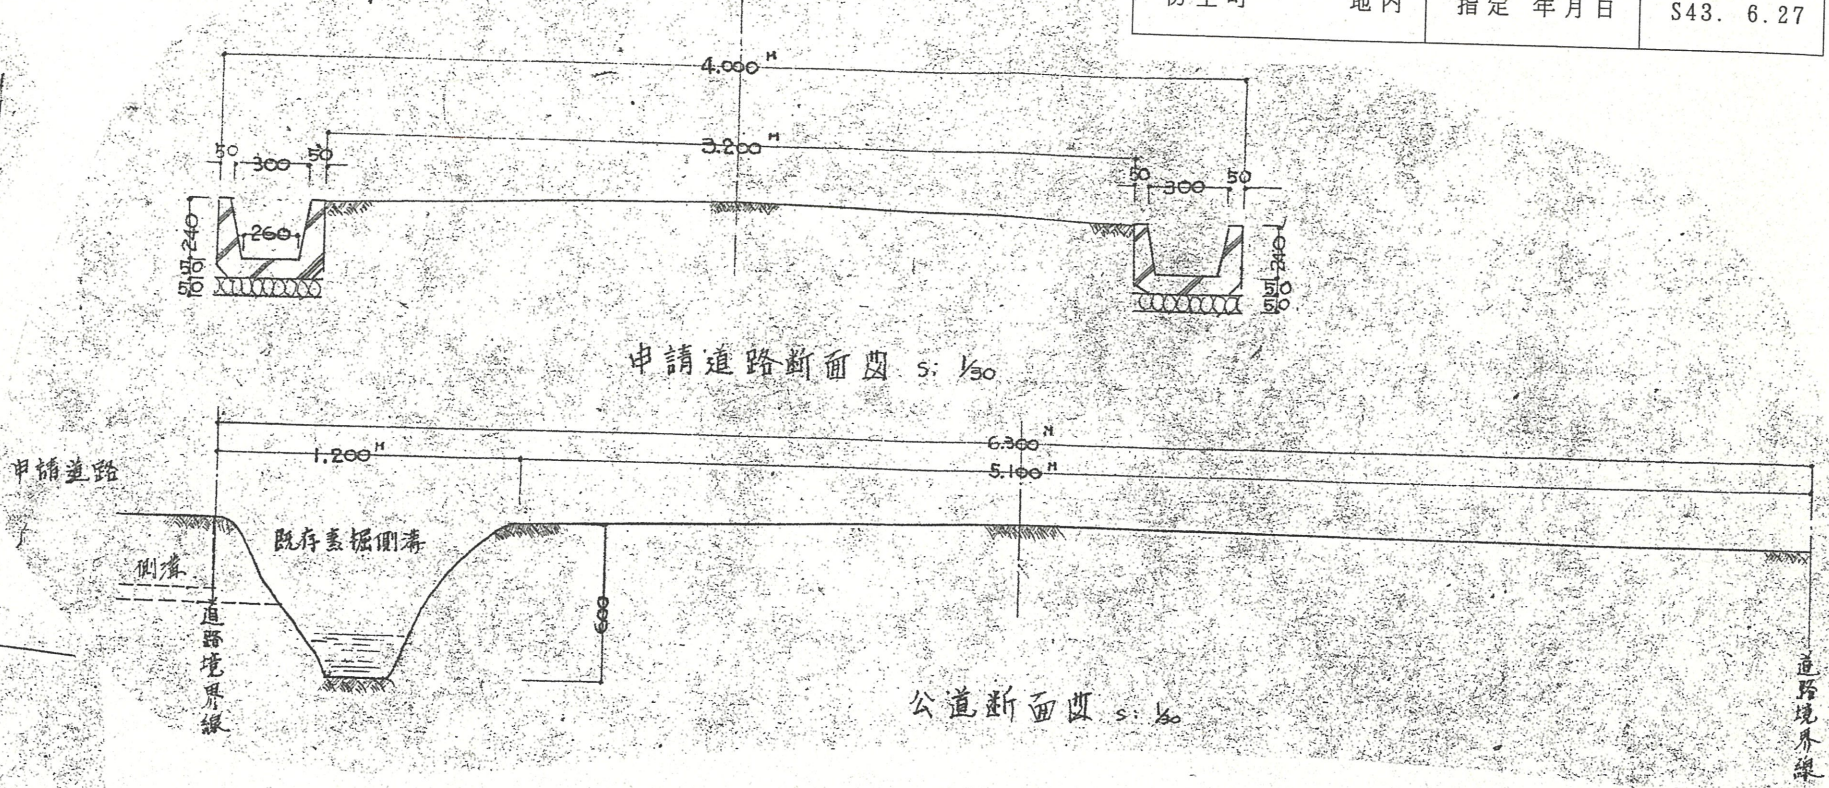 地内 指定 年月日 S43. 6.27
4.000M
3.200M
50 300 50
50 300 50
240
260
50
50
240
50
50
申請道路断面図 S: 1/30
6.300M
1.200M
5.100M
申請道路
既存素掘側溝
側溝
600
道路境界線
公道断面図 S: 1/30
道路境界線